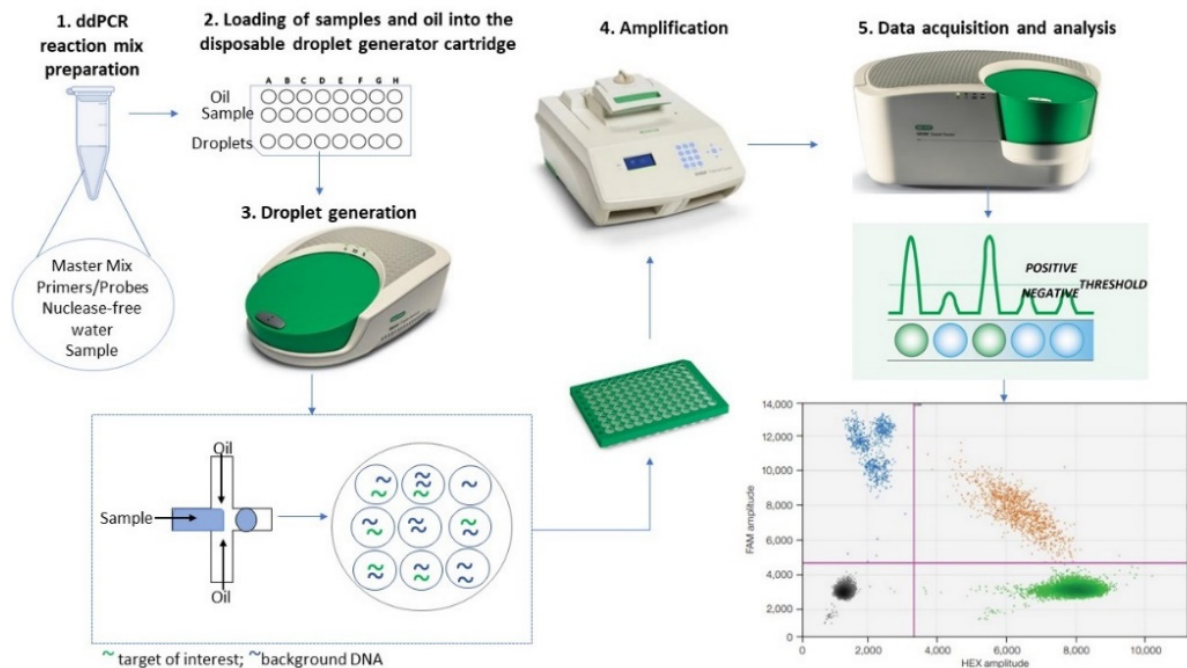 1. ddPCR
reaction mix
preparation
2. Loading of samples and oil into the
disposable droplet generator cartridge
A B C D E F G H
Oil
Sample
Droplets
Master Mix
Primers/Probes
Nuclease-free
water
Sample
3. Droplet generation
Oil
Sample
Oil
~ target of interest; ~background DNA
4. Amplification
5. Data acquisition and analysis
POSITIVE
THRESHOLD
NEGATIVE
FAM amplitude
14,000
12,000
10,000
8,000
6,000
4,000
2,000
0
0 2,000 4,000 6,000 8,000 10,000
HEX amplitude